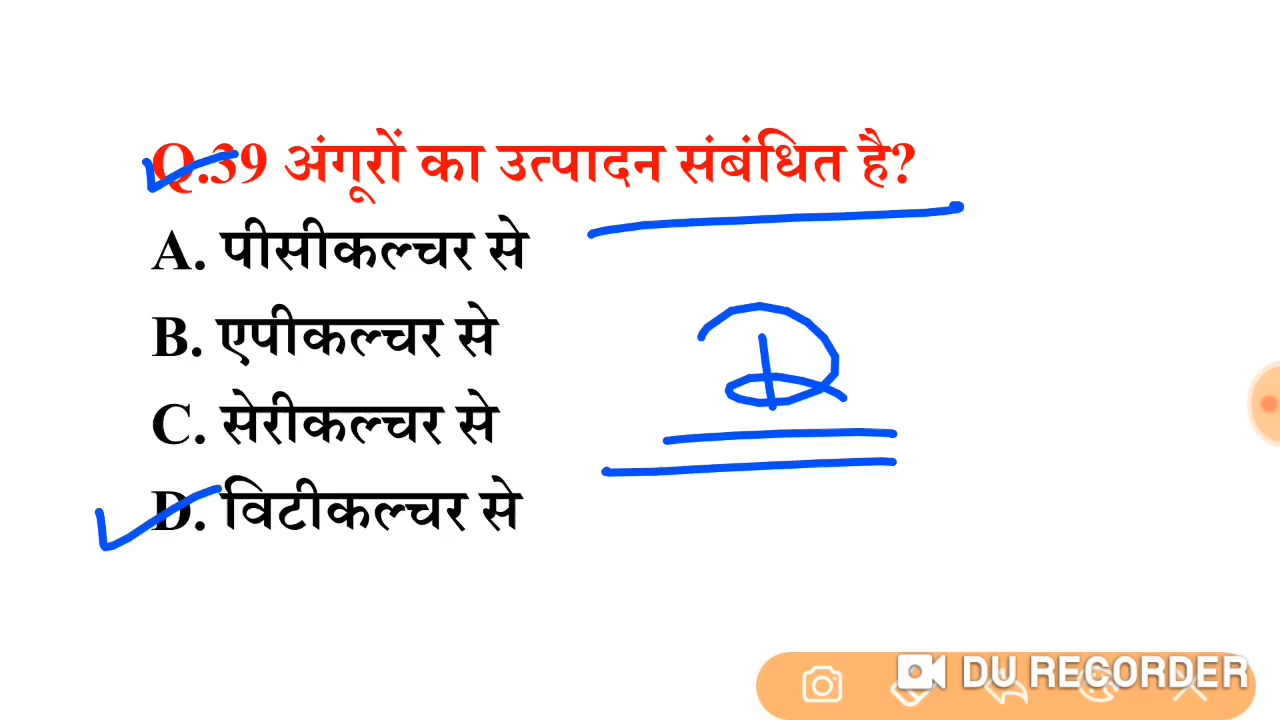 Q.39 अंगूरों का उत्पादन संबंधित है?
A. पीसीकल्चर से
B. एपीकल्चर से
D
C. सेरीकल्चर से
D. विटीकल्चर से
DU RECORDER